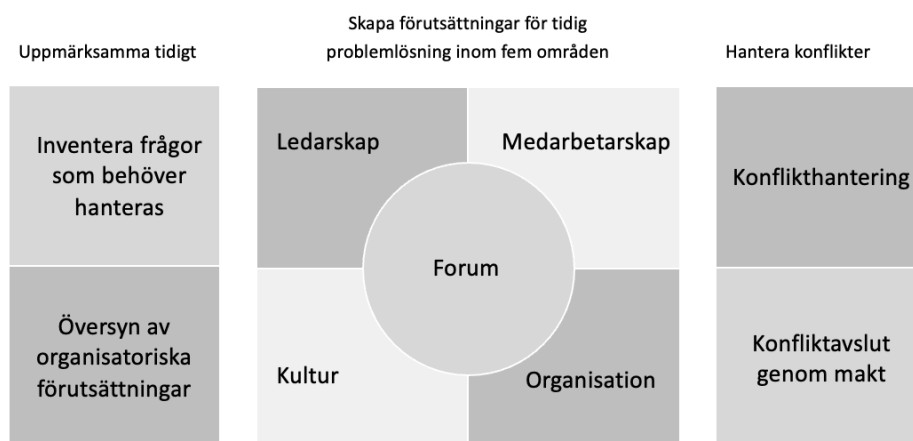 Uppmärksamma tidigt
Skapa förutsättningar för tidig
problemlösning inom fem områden
Hantera konflikter
Inventera frågor
som behöver
hanteras
Översyn av
organisatoriska
förutsättningar
Ledarskap
Medarbetarskap
Forum
Kultur
Organisation
Konflikthantering
Konfliktavslut
genom makt